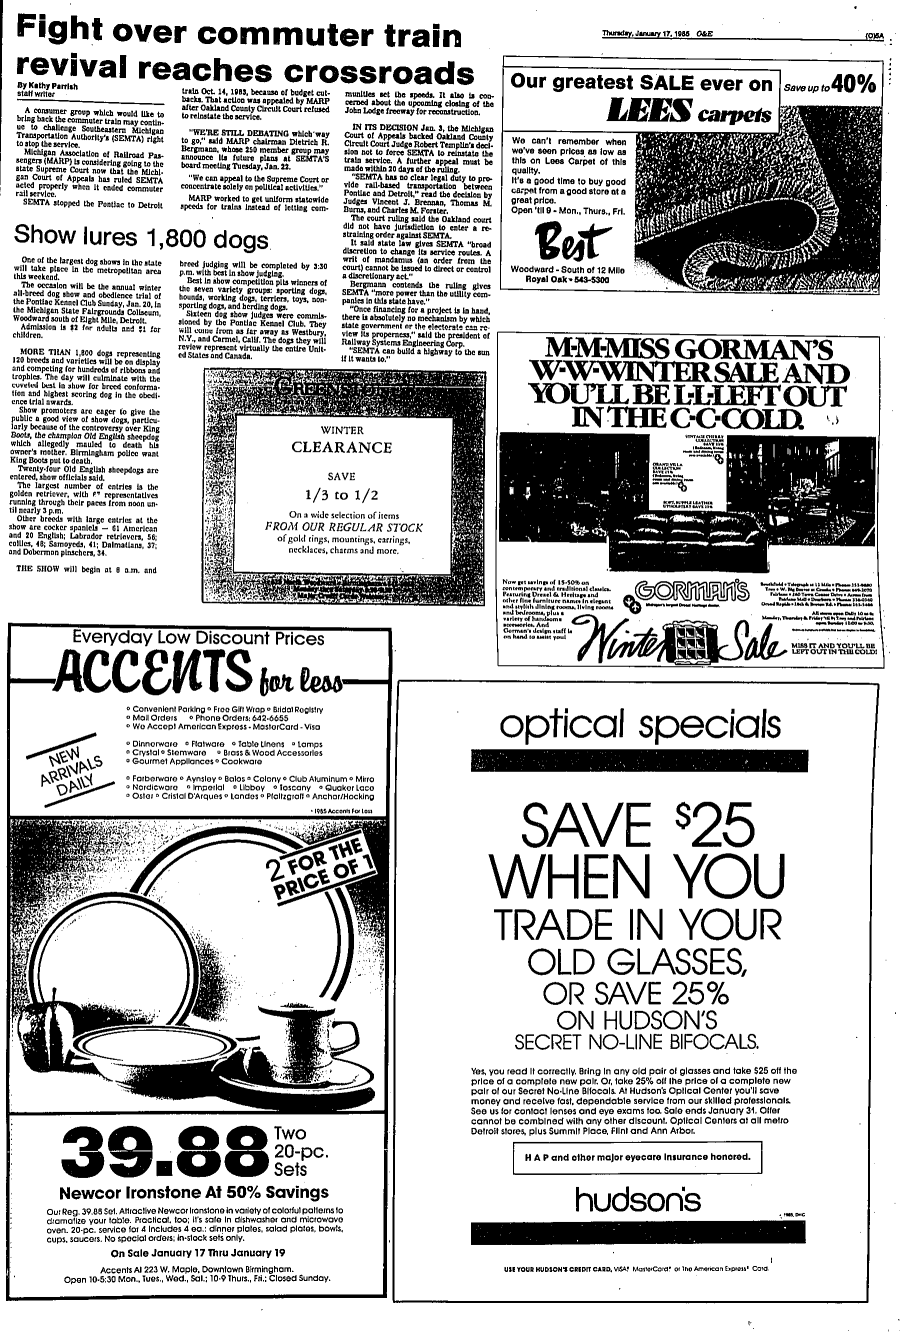 Thursday, January 17, 1985 O&E
(O)5A
Fight over commuter train
revival reaches crossroads
By Kathy Parrish
staff writer
A consumer group which would like to
bring back the commuter train may contin-
ue to challenge Southeastern Michigan
Transportation Authority's (SEMTA) right
to stop the service.
Michigan Association of Railroad Pas-
sengers (MARP) is considering going to the
state Supreme Court now that the Michi-
gan Court of Appeals has ruled SEMTA
acted properly when it ended commuter
rail service.
SEMTA stopped the Pontiac to Detroit
train Oct. 14, 1983, because of budget cut-
backs. That action was appealed by MARP
after Oakland County Circuit Court refused
to reinstate the service.
"WE'RE STILL DEBATING which way
to go," said MARP chairman Dietrich R.
Bergmann, whose 250 member group may
announce its future plans at SEMTA'S
board meeting Tuesday, Jan. 22.
"We can appeal to the Supreme Court or
concentrate solely on political activities."
MARP worked to get uniform statewide
speeds for trains instead of letting com-
munities set the speeds. It also is con-
cerned about the upcoming closing of the
John Lodge freeway for reconstruction.
IN ITS DECISION Jan. 3, the Michigan
Court of Appeals backed Oakland County
Circuit Court Judge Robert Templin's deci-
sion not to force SEMTA to reinstate the
train service. A further appeal must be
made within 20 days of the ruling.
"SEMTA has no clear legal duty to pro-
vide rail-based transportation between
Pontiac and Detroit," read the decision by
Judges Vincent J. Brennan, Thomas M.
Burns, and Charles M. Forster.
The court ruling said the Oakland court
did not have jurisdiction to enter a re-
straining order against SEMTA.
It said state law gives SEMTA "broad
discretion to change its service routes. A
writ of mandamus (an order from the
court) cannot be issued to direct or control
a discretionary act."
Bergmann contends the ruling gives
SEMTA "more power than the utility com-
panies in this state have."
"Once financing for a project is in hand,
there is absolutely no mechanism by which
state government or the electorate can re-
view its properness," said the president of
Railway Systems Engineering Corp.
"SEMTA can build a highway to the sun
if it wants to."
Show lures 1,800 dogs
One of the largest dog shows in the state
will take place in the metropolitan area
this weekend.
The occasion will be the annual winter
all-breed dog show and obedience trial of
the Pontiac Kennel Club Sunday, Jan. 20, in
the Michigan State Fairgrounds Coliseum,
Woodward south of Eight Mile, Detroit.
Admission is $2 for adults and $1 for
children.
MORE THAN 1,800 dogs representing
120 breeds and varieties will be on display
and competing for hundreds of ribbons and
trophies. The day will culminate with the
coveted best in show for breed conforma-
tion and highest scoring dog in the obedi-
ence trial awards.
Show promoters are eager to give the
public a good view of show dogs, particu-
larly because of the controversy over King
Boots, the champion Old English sheepdog
which allegedly mauled to death his
owner's mother. Birmingham police want
King Boots put to death.
Twenty-four Old English sheepdogs are
entered, show officials said.
The largest number of entries is the
golden retriever, with representatives
running through their paces from noon un-
til nearly 3 p.m.
Other breeds with large entries at the
show are cocker spaniels — 61 American
and 20 English; Labrador retrievers, 56;
collies, 48; Samoyeds, 41; Dalmatians, 37;
and Doberman pinschers, 34.
THE SHOW will begin at 8 a.m. and
breed judging will be completed by 3:30
p.m. with best in show judging.
Best in show competition pits winners of
the seven variety groups: sporting dogs,
hounds, working dogs, terriers, toys, non-
sporting dogs, and herding dogs.
Sixteen dog show judges were commis-
sioned by the Pontiac Kennel Club. They
will come from as far away as Westbury,
N.Y., and Carmel, Calif. The dogs they will
review represent virtually the entire Unit-
ed States and Canada.
WINTER
CLEARANCE
SAVE
1/3 to 1/2
On a wide selection of items
FROM OUR REGULAR STOCK
of gold rings, mountings, earrings,
necklaces, charms and more.
Our greatest SALE ever on
Save up to 40%
LEES carpets
We can't remember when
we've seen prices as low as
this on Lees Carpet of this
quality.
It's a good time to buy good
carpet from a good store at a
great price.
Open 'til 9 - Mon., Thurs., Fri.
Best
Woodward - South of 12 Mile
Royal Oak • 543-5300
M-M-MISS GORMAN'S
W-W-WINTER SALE AND
YOU'LL BE L-L-LEFT OUT
IN THE C-C-COLD.
Now get savings of 15-50% on
contemporary and traditional classics.
Featuring Drexel & Heritage and
other fine furniture names in elegant
and stylish dining rooms, living rooms
and bedrooms, plus a
variety of handsome
accessories. And
Gorman's design staff is
on hand to assist you!
GORMAN'S
Michigan's largest Drexel Heritage dealer.
Winter Sale
MISS IT AND YOU'LL BE
LEFT OUT IN THE COLD!
Everyday Low Discount Prices
ACCENTS for less
NEW
ARRIVALS
DAILY
° Convenient Parking ° Free Gift Wrap ° Bridal Registry
° Mail Orders ° Phone Orders: 642-6655
° We Accept American Express - MasterCard - Visa
° Dinnerware ° Flatware ° Table Linens ° Lamps
° Crystal ° Stemware ° Brass & Wood Accessories
° Gourmet Appliances ° Cookware
° Farberware ° Aynsley ° Balos ° Colony ° Club Aluminum ° Mirro
° Nordicware ° Imperial ° Libbey ° Toscany ° Quaker Lace
° Oster ° Cristal D'Arques ° Landes ° Pfaltzgraff ° Anchor/Hocking
• 1985 Accents For Less
2 FOR THE
PRICE OF 1
39.88 Two
20-pc.
Sets
Newcor Ironstone At 50% Savings
Our Reg. 39.88 Set. Attractive Newcor Ironstone in variety of colorful patterns to
dramatize your table. Practical, too; it's safe in dishwasher and microwave
oven. 20-pc. service for 4 includes 4 ea.: dinner plates, salad plates, bowls,
cups, saucers. No special orders; in-stock sets only.
On Sale January 17 Thru January 19
Accents At 223 W. Maple, Downtown Birmingham.
Open 10-5:30 Mon., Tues., Wed., Sat.; 10-9 Thurs., Fri.; Closed Sunday.
optical specials
SAVE $25
WHEN YOU
TRADE IN YOUR
OLD GLASSES,
OR SAVE 25%
ON HUDSON'S
SECRET NO-LINE BIFOCALS.
Yes, you read it correctly. Bring in any old pair of glasses and take $25 off the
price of a complete new pair. Or, take 25% off the price of a complete new
pair of our Secret No-Line Bifocals. At Hudson's Optical Center you'll save
money and receive fast, dependable service from our skilled professionals.
See us for contact lenses and eye exams too. Sale ends January 31. Offer
cannot be combined with any other discount. Optical Centers at all metro
Detroit stores, plus Summit Place, Flint and Ann Arbor.
H A P and other major eyecare insurance honored.
hudson's
• 1985, DHC
USE YOUR HUDSON'S CREDIT CARD, VISA® MasterCard® or The American Express® Card.